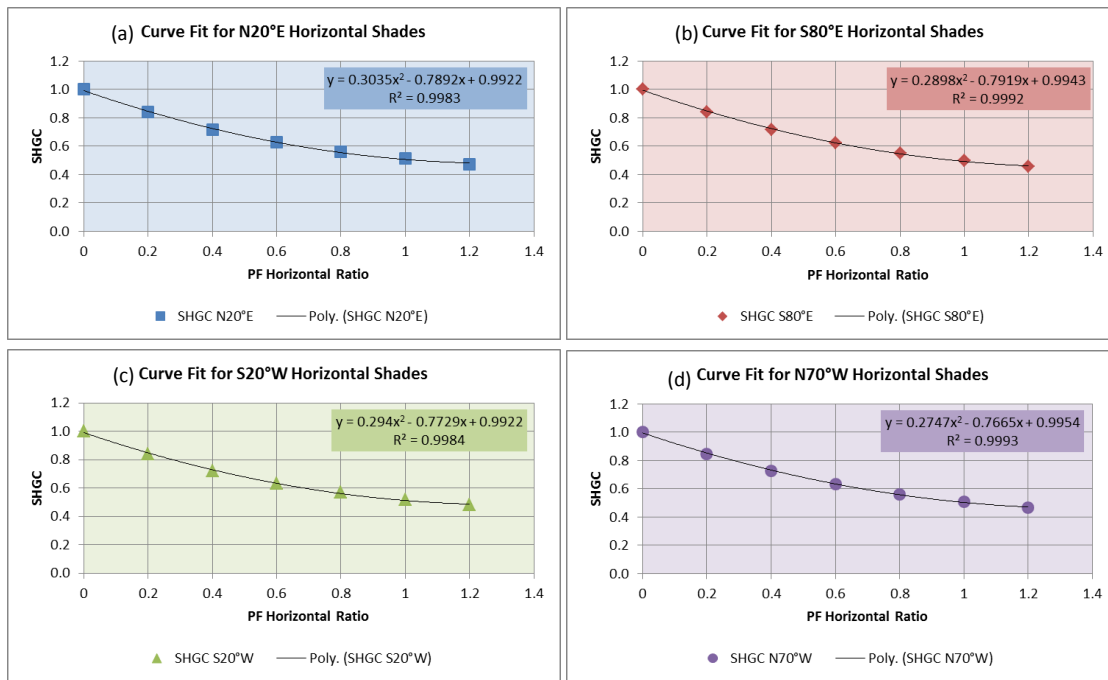 (a) Curve Fit for N20°E Horizontal Shades
y = 0.3035x² - 0.7892x + 0.9922
R² = 0.9983
1.2
1.0
0.8
0.6
0.4
0.2
0.0
SHGC
0 0.2 0.4 0.6 0.8 1 1.2 1.4
PF Horizontal Ratio
SHGC N20°E Poly. (SHGC N20°E)
(b) Curve Fit for S80°E Horizontal Shades
y = 0.2898x² - 0.7919x + 0.9943
R² = 0.9992
1.2
1.0
0.8
0.6
0.4
0.2
0.0
SHGC
0 0.2 0.4 0.6 0.8 1 1.2 1.4
PF Horizontal Ratio
SHGC S80°E Poly. (SHGC S80°E)
(c) Curve Fit for S20°W Horizontal Shades
y = 0.294x² - 0.7729x + 0.9922
R² = 0.9984
1.2
1.0
0.8
0.6
0.4
0.2
0.0
SHGC
0 0.2 0.4 0.6 0.8 1 1.2 1.4
PF Horizontal Ratio
SHGC S20°W Poly. (SHGC S20°W)
(d) Curve Fit for N70°W Horizontal Shades
y = 0.2747x² - 0.7665x + 0.9954
R² = 0.9993
1.2
1.0
0.8
0.6
0.4
0.2
0.0
SHGC
0 0.2 0.4 0.6 0.8 1 1.2 1.4
PF Horizontal Ratio
SHGC N70°W Poly. (SHGC N70°W)